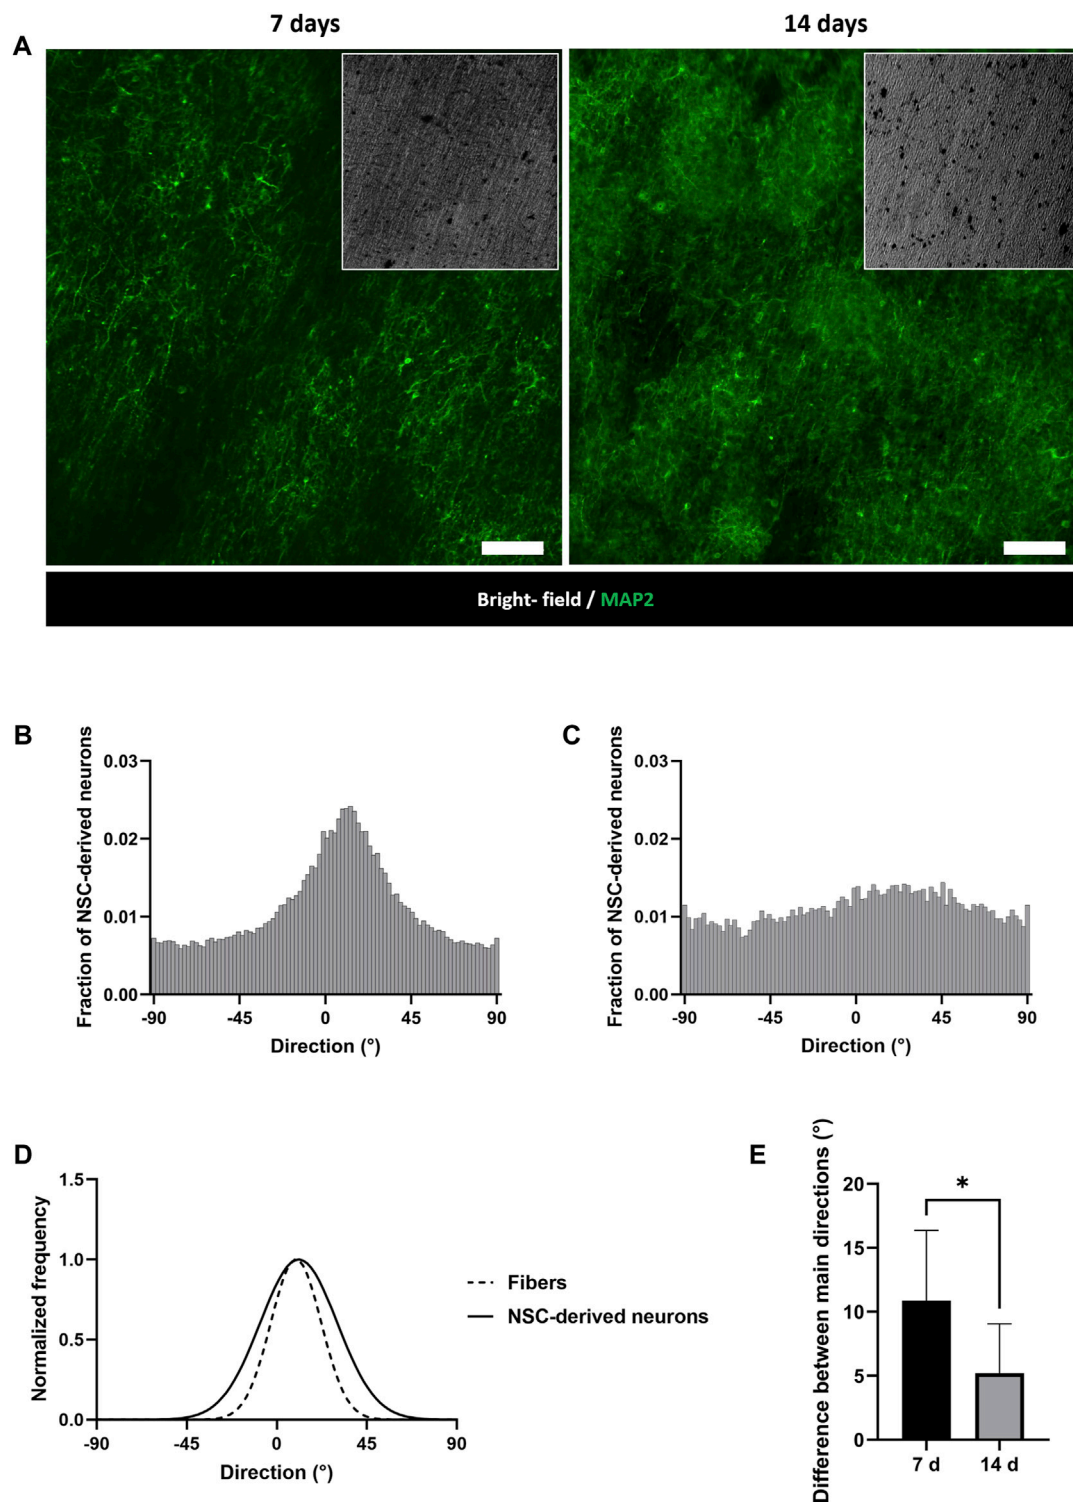 7 days
14 days
A
Bright- field / MAP2
B
Fraction of NSC-derived neurons
0.03
0.02
0.01
0.00
-90
-45
0
45
90
Direction (°)
C
Fraction of NSC-derived neurons
0.03
0.02
0.01
0.00
-90
-45
0
45
90
Direction (°)
D
Normalized frequency
1.5
1.0
0.5
0.0
-90
-45
0
45
90
Direction (°)
Fibers
NSC-derived neurons
E
Difference between main directions (°)
20
15
10
5
0
*
7 d
14 d